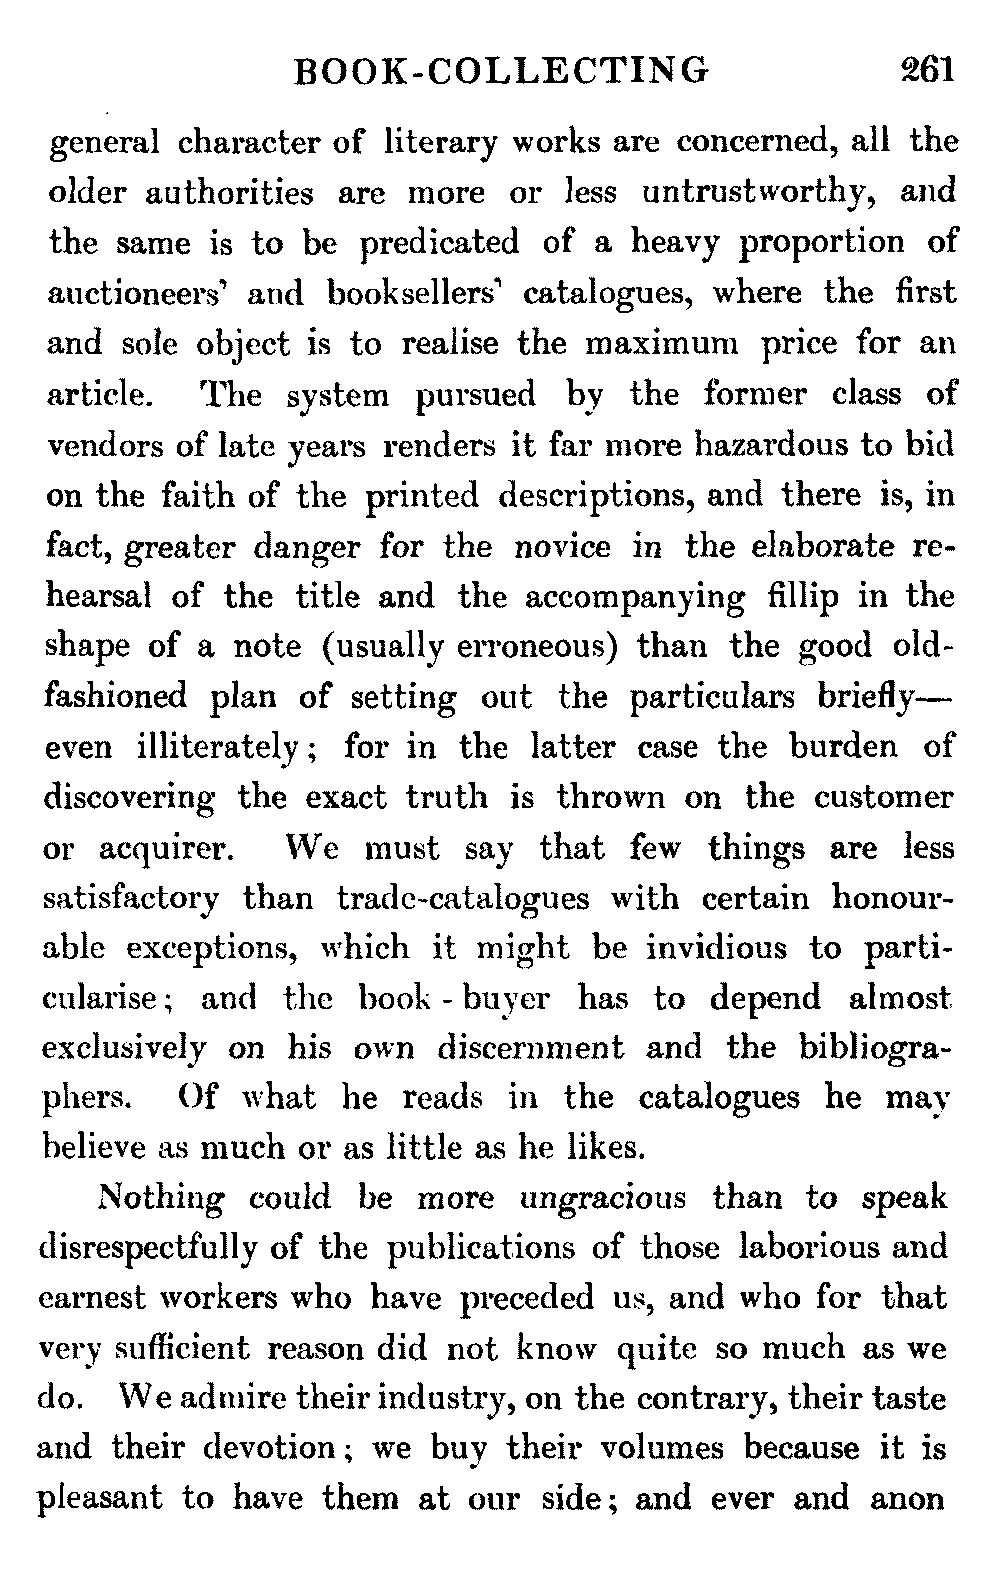 BOOK-COLLECTING 261
general character of literary works are concerned, all the
older authorities are more or less untrustworthy, and
the same is to be predicated of a heavy proportion of
auctioneers' and booksellers' catalogues, where the first
and sole object is to realise the maximum price for an
article. The system pursued by the former class of
vendors of late years renders it far more hazardous to bid
on the faith of the printed descriptions, and there is, in
fact, greater danger for the novice in the elaborate re-
hearsal of the title and the accompanying fillip in the
shape of a note (usually erroneous) than the good old-
fashioned plan of setting out the particulars briefly—
even illiterately; for in the latter case the burden of
discovering the exact truth is thrown on the customer
or acquirer. We must say that few things are less
satisfactory than trade-catalogues with certain honour-
able exceptions, which it might be invidious to parti-
cularise; and the book-buyer has to depend almost
exclusively on his own discernment and the bibliogra-
phers. Of what he reads in the catalogues he may
believe as much or as little as he likes.
Nothing could be more ungracious than to speak
disrespectfully of the publications of those laborious and
earnest workers who have preceded us, and who for that
very sufficient reason did not know quite so much as we
do. We admire their industry, on the contrary, their taste
and their devotion; we buy their volumes because it is
pleasant to have them at our side; and ever and anon